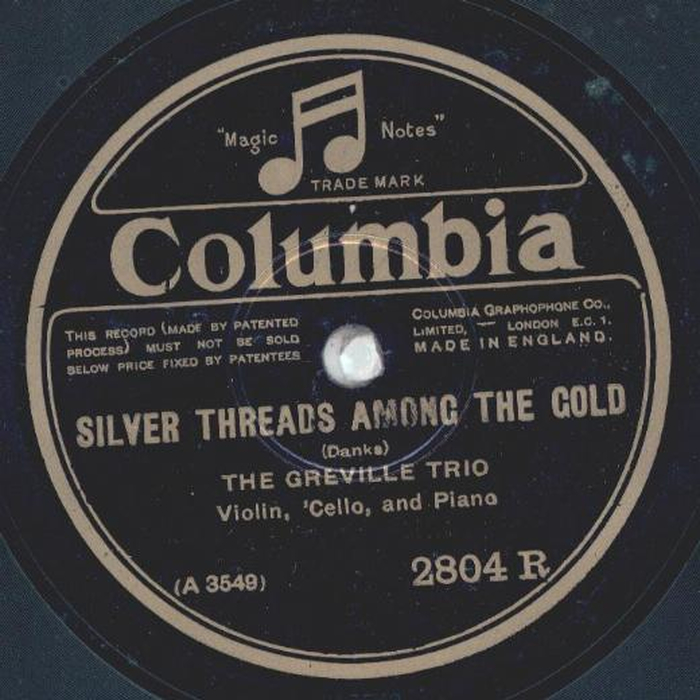 "Magic Notes"
TRADE MARK
Columbia
THIS RECORD (MADE BY PATENTED
PROCESS) MUST NOT BE SOLD
BELOW PRICE FIXED BY PATENTEES
COLUMBIA GRAPHOPHONE CO.,
LIMITED, — LONDON E.C.1.
MADE IN ENGLAND.
SILVER THREADS AMONG THE GOLD
(Danks)
THE GREVILLE TRIO
Violin, 'Cello, and Piano
(A 3549) 2804 R